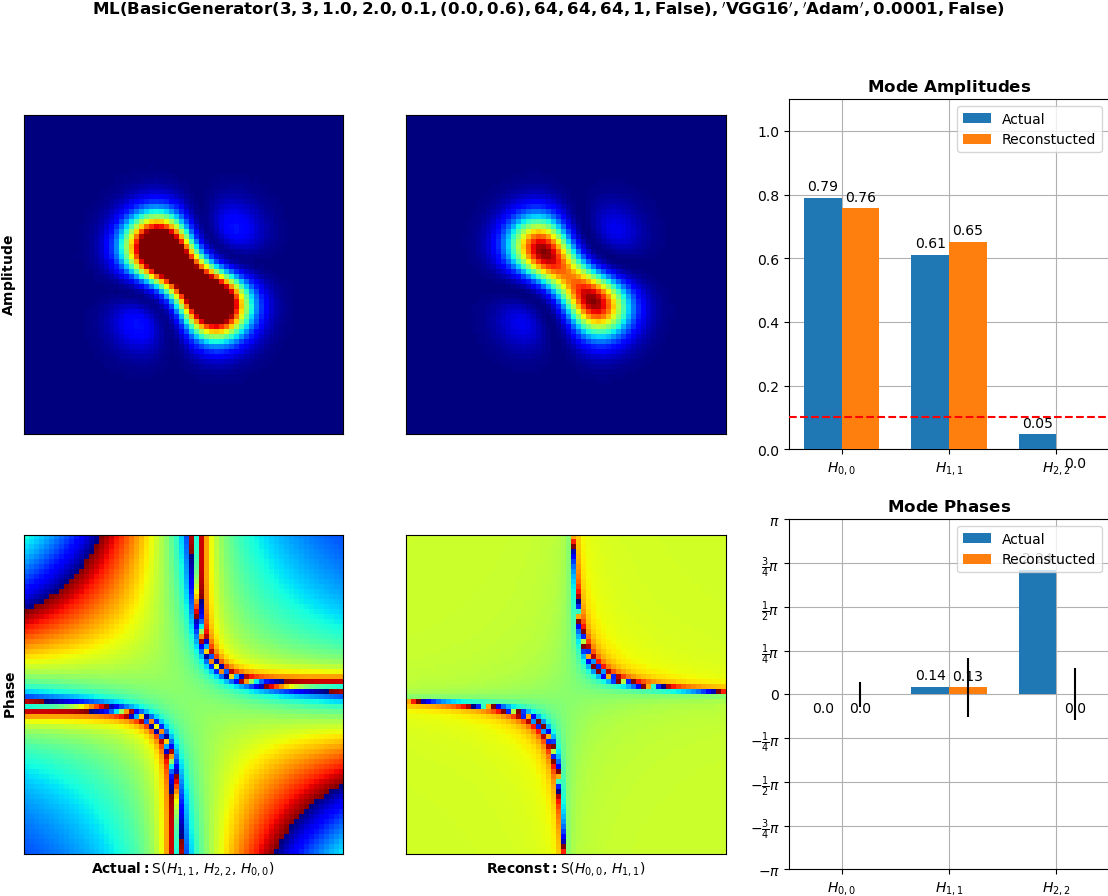 ML(BasicGenerator(3, 3, 1.0, 2.0, 0.1, (0.0, 0.6), 64, 64, 64, 1, False), ′VGG16′, ′Adam′, 0.0001, False)
Amplitude
Mode Amplitudes
Actual
Reconstucted
1.0
0.8
0.6
0.4
0.2
0.0
0.79
0.76
0.61
0.65
0.05
0.0
H0,0
H1,1
H2,2
Phase
Actual: S(H1,1, H2,2, H0,0)
Reconst: S(H0,0, H1,1)
Mode Phases
Actual
Reconstucted
π
3/4π
1/2π
1/4π
0
−1/4π
−1/2π
−3/4π
−π
0.0
0.0
0.14
0.13
0.0
H0,0
H1,1
H2,2